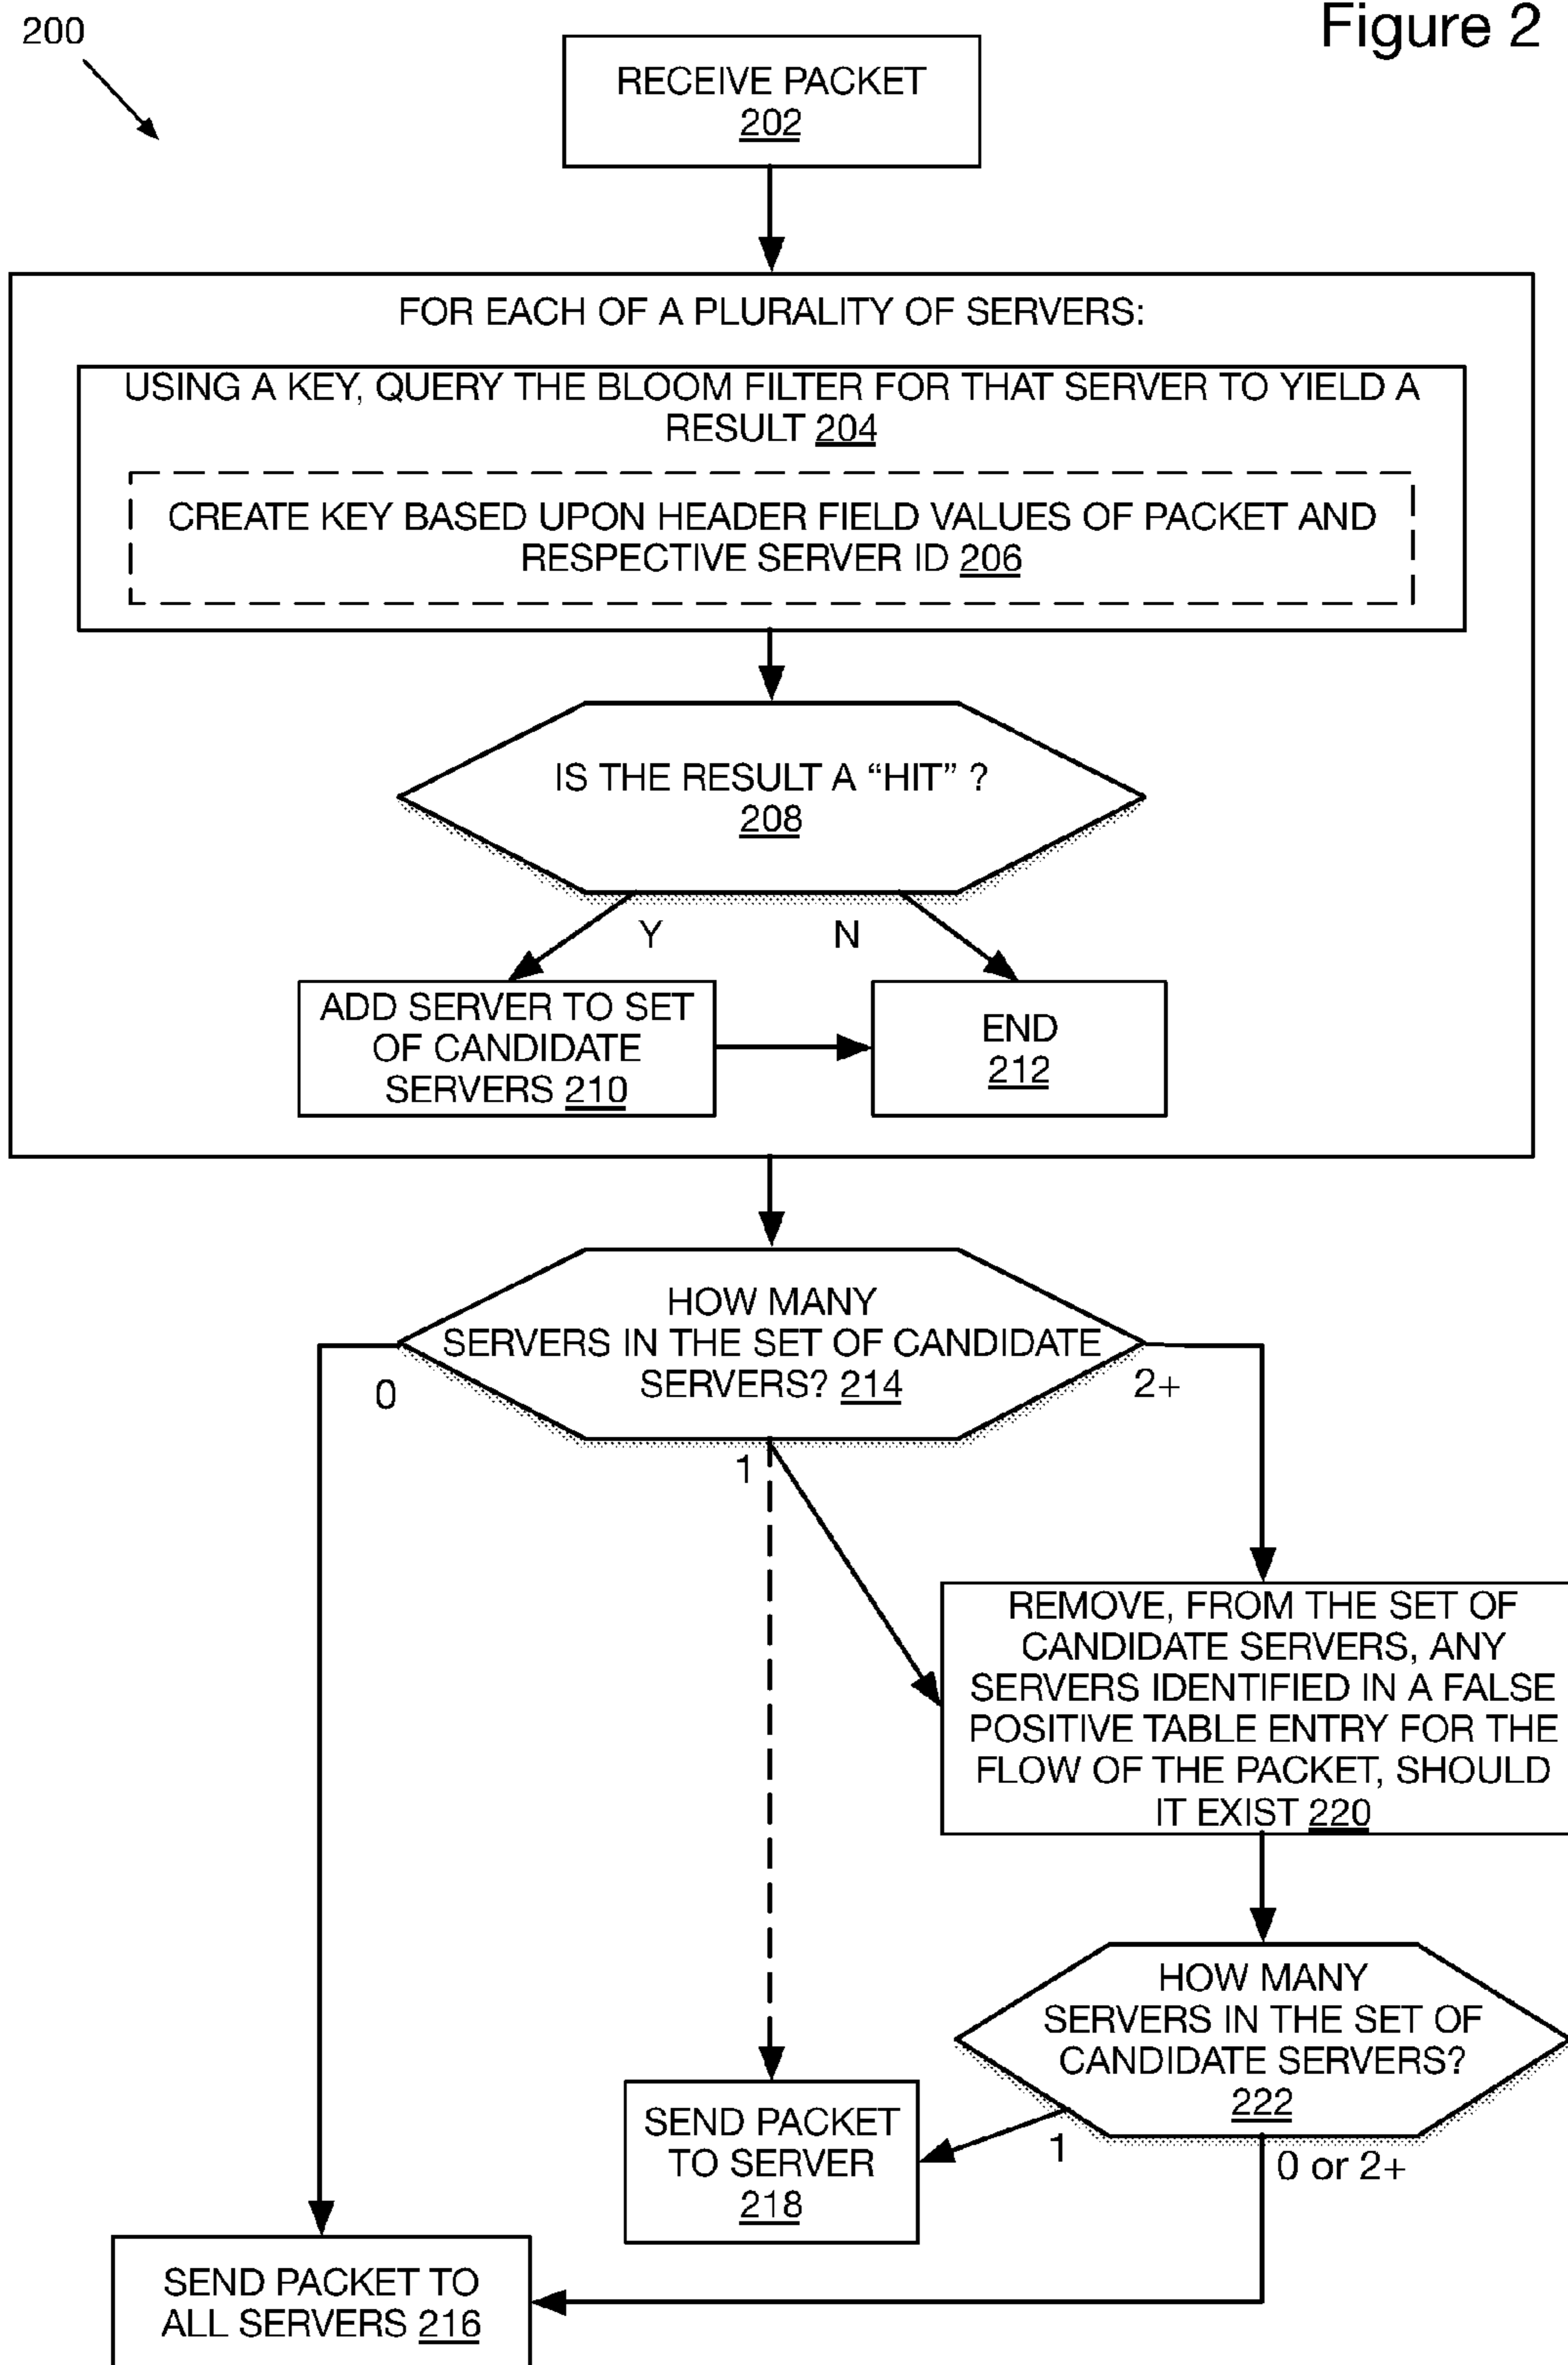 200
Figure 2
RECEIVE PACKET
202
FOR EACH OF A PLURALITY OF SERVERS:
USING A KEY, QUERY THE BLOOM FILTER FOR THAT SERVER TO YIELD A
RESULT 204
CREATE KEY BASED UPON HEADER FIELD VALUES OF PACKET AND
RESPECTIVE SERVER ID 206
IS THE RESULT A “HIT” ?
208
Y
N
ADD SERVER TO SET
OF CANDIDATE
SERVERS 210
END
212
HOW MANY
SERVERS IN THE SET OF CANDIDATE
SERVERS? 214
0
2+
1
REMOVE, FROM THE SET OF
CANDIDATE SERVERS, ANY
SERVERS IDENTIFIED IN A FALSE
POSITIVE TABLE ENTRY FOR THE
FLOW OF THE PACKET, SHOULD
IT EXIST 220
HOW MANY
SERVERS IN THE SET OF
CANDIDATE SERVERS?
222
1
0 or 2+
SEND PACKET
TO SERVER
218
SEND PACKET TO
ALL SERVERS 216